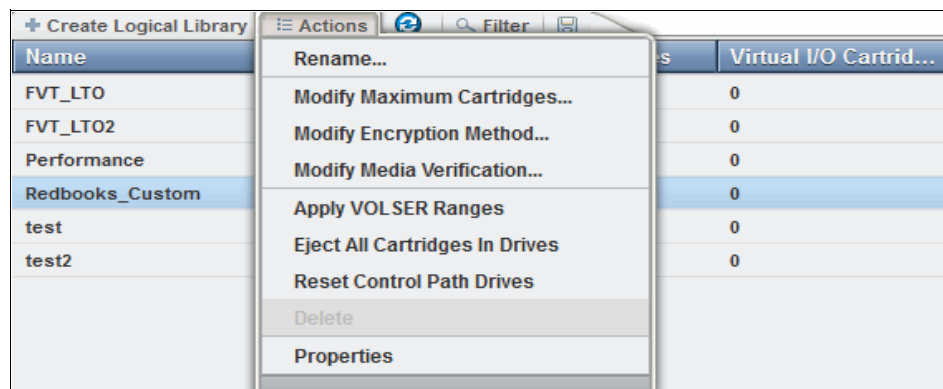 Create Logical Library Actions Filter
Name es Virtual I/O Cartrid...
Rename...
FVT_LTO 0
Modify Maximum Cartridges...
FVT_LTO2 0
Modify Encryption Method...
Performance 0
Modify Media Verification...
Redbooks_Custom 0
Apply VOLSER Ranges
test 0
Eject All Cartridges In Drives
test2 0
Reset Control Path Drives
Delete
Properties